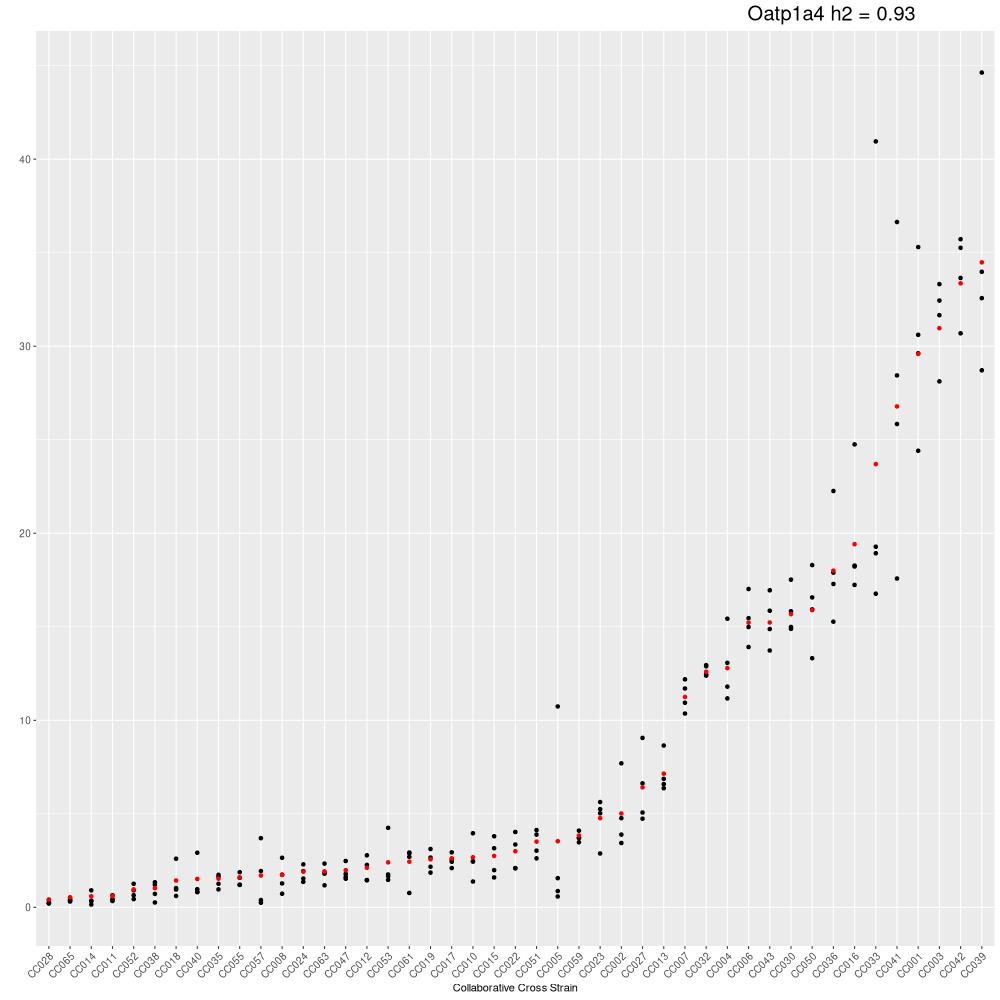 Oatp1a4 h2 = 0.93
40
30
20
10
0
CC028 CC065 CC014 CC011 CC052 CC038 CC018 CC040 CC035 CC055 CC057 CC008 CC024 CC063 CC047 CC012 CC053 CC061 CC019 CC017 CC010 CC015 CC022 CC051 CC005 CC059 CC023 CC002 CC027 CC013 CC007 CC032 CC004 CC006 CC043 CC030 CC050 CC036 CC016 CC033 CC041 CC001 CC003 CC042 CC039
Collaborative Cross Strain